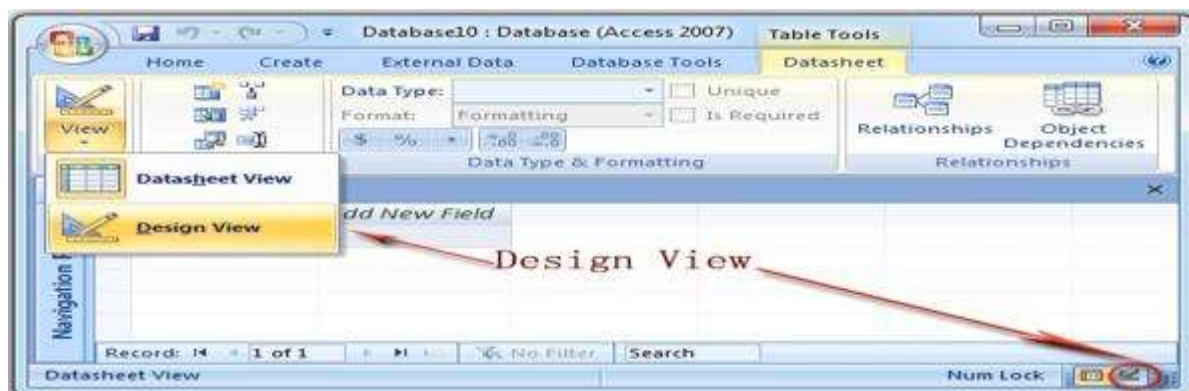 Database10 : Database (Access 2007) Table Tools
Home Create External Data Database Tools Datasheet
View
Data Type: Unique
Format: Formatting Is Required
$ %
Data Type & Formatting
Relationships Object Dependencies
Relationships
Datasheet View
Design View
Add New Field
Design View
Navigation
Record: 1 of 1 No Filter Search
Datasheet View Num Lock